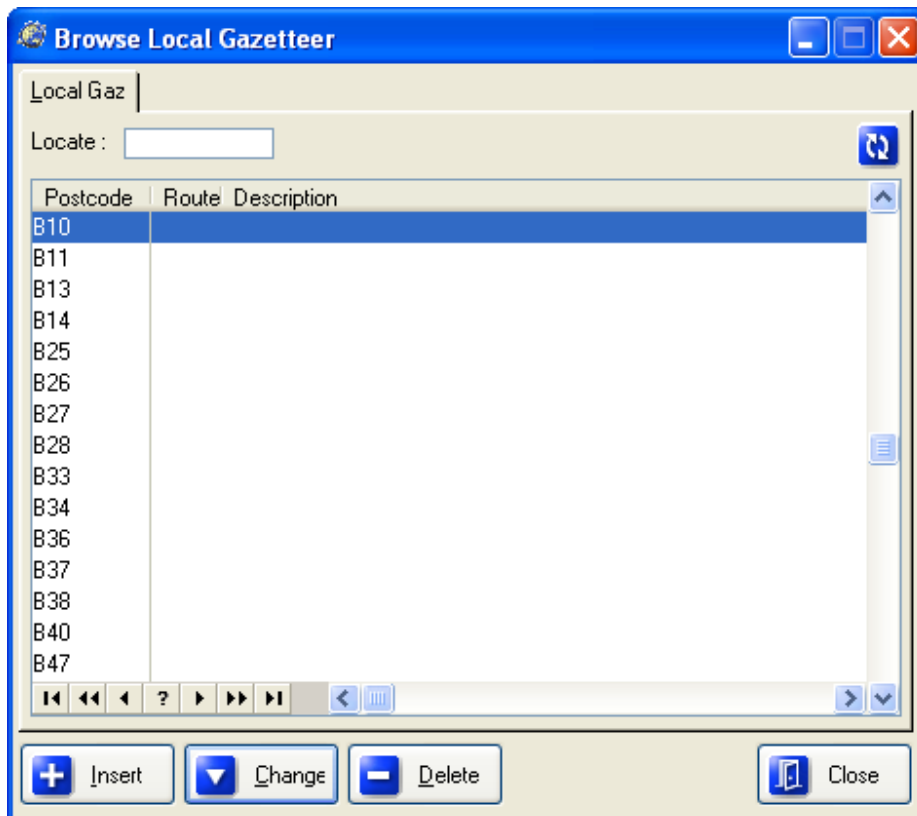 Browse Local Gazetteer
Local Gaz
Locate :
Postcode Route Description
B10
B11
B13
B14
B25
B26
B27
B28
B33
B34
B36
B37
B38
B40
B47
?
Insert Change Delete Close